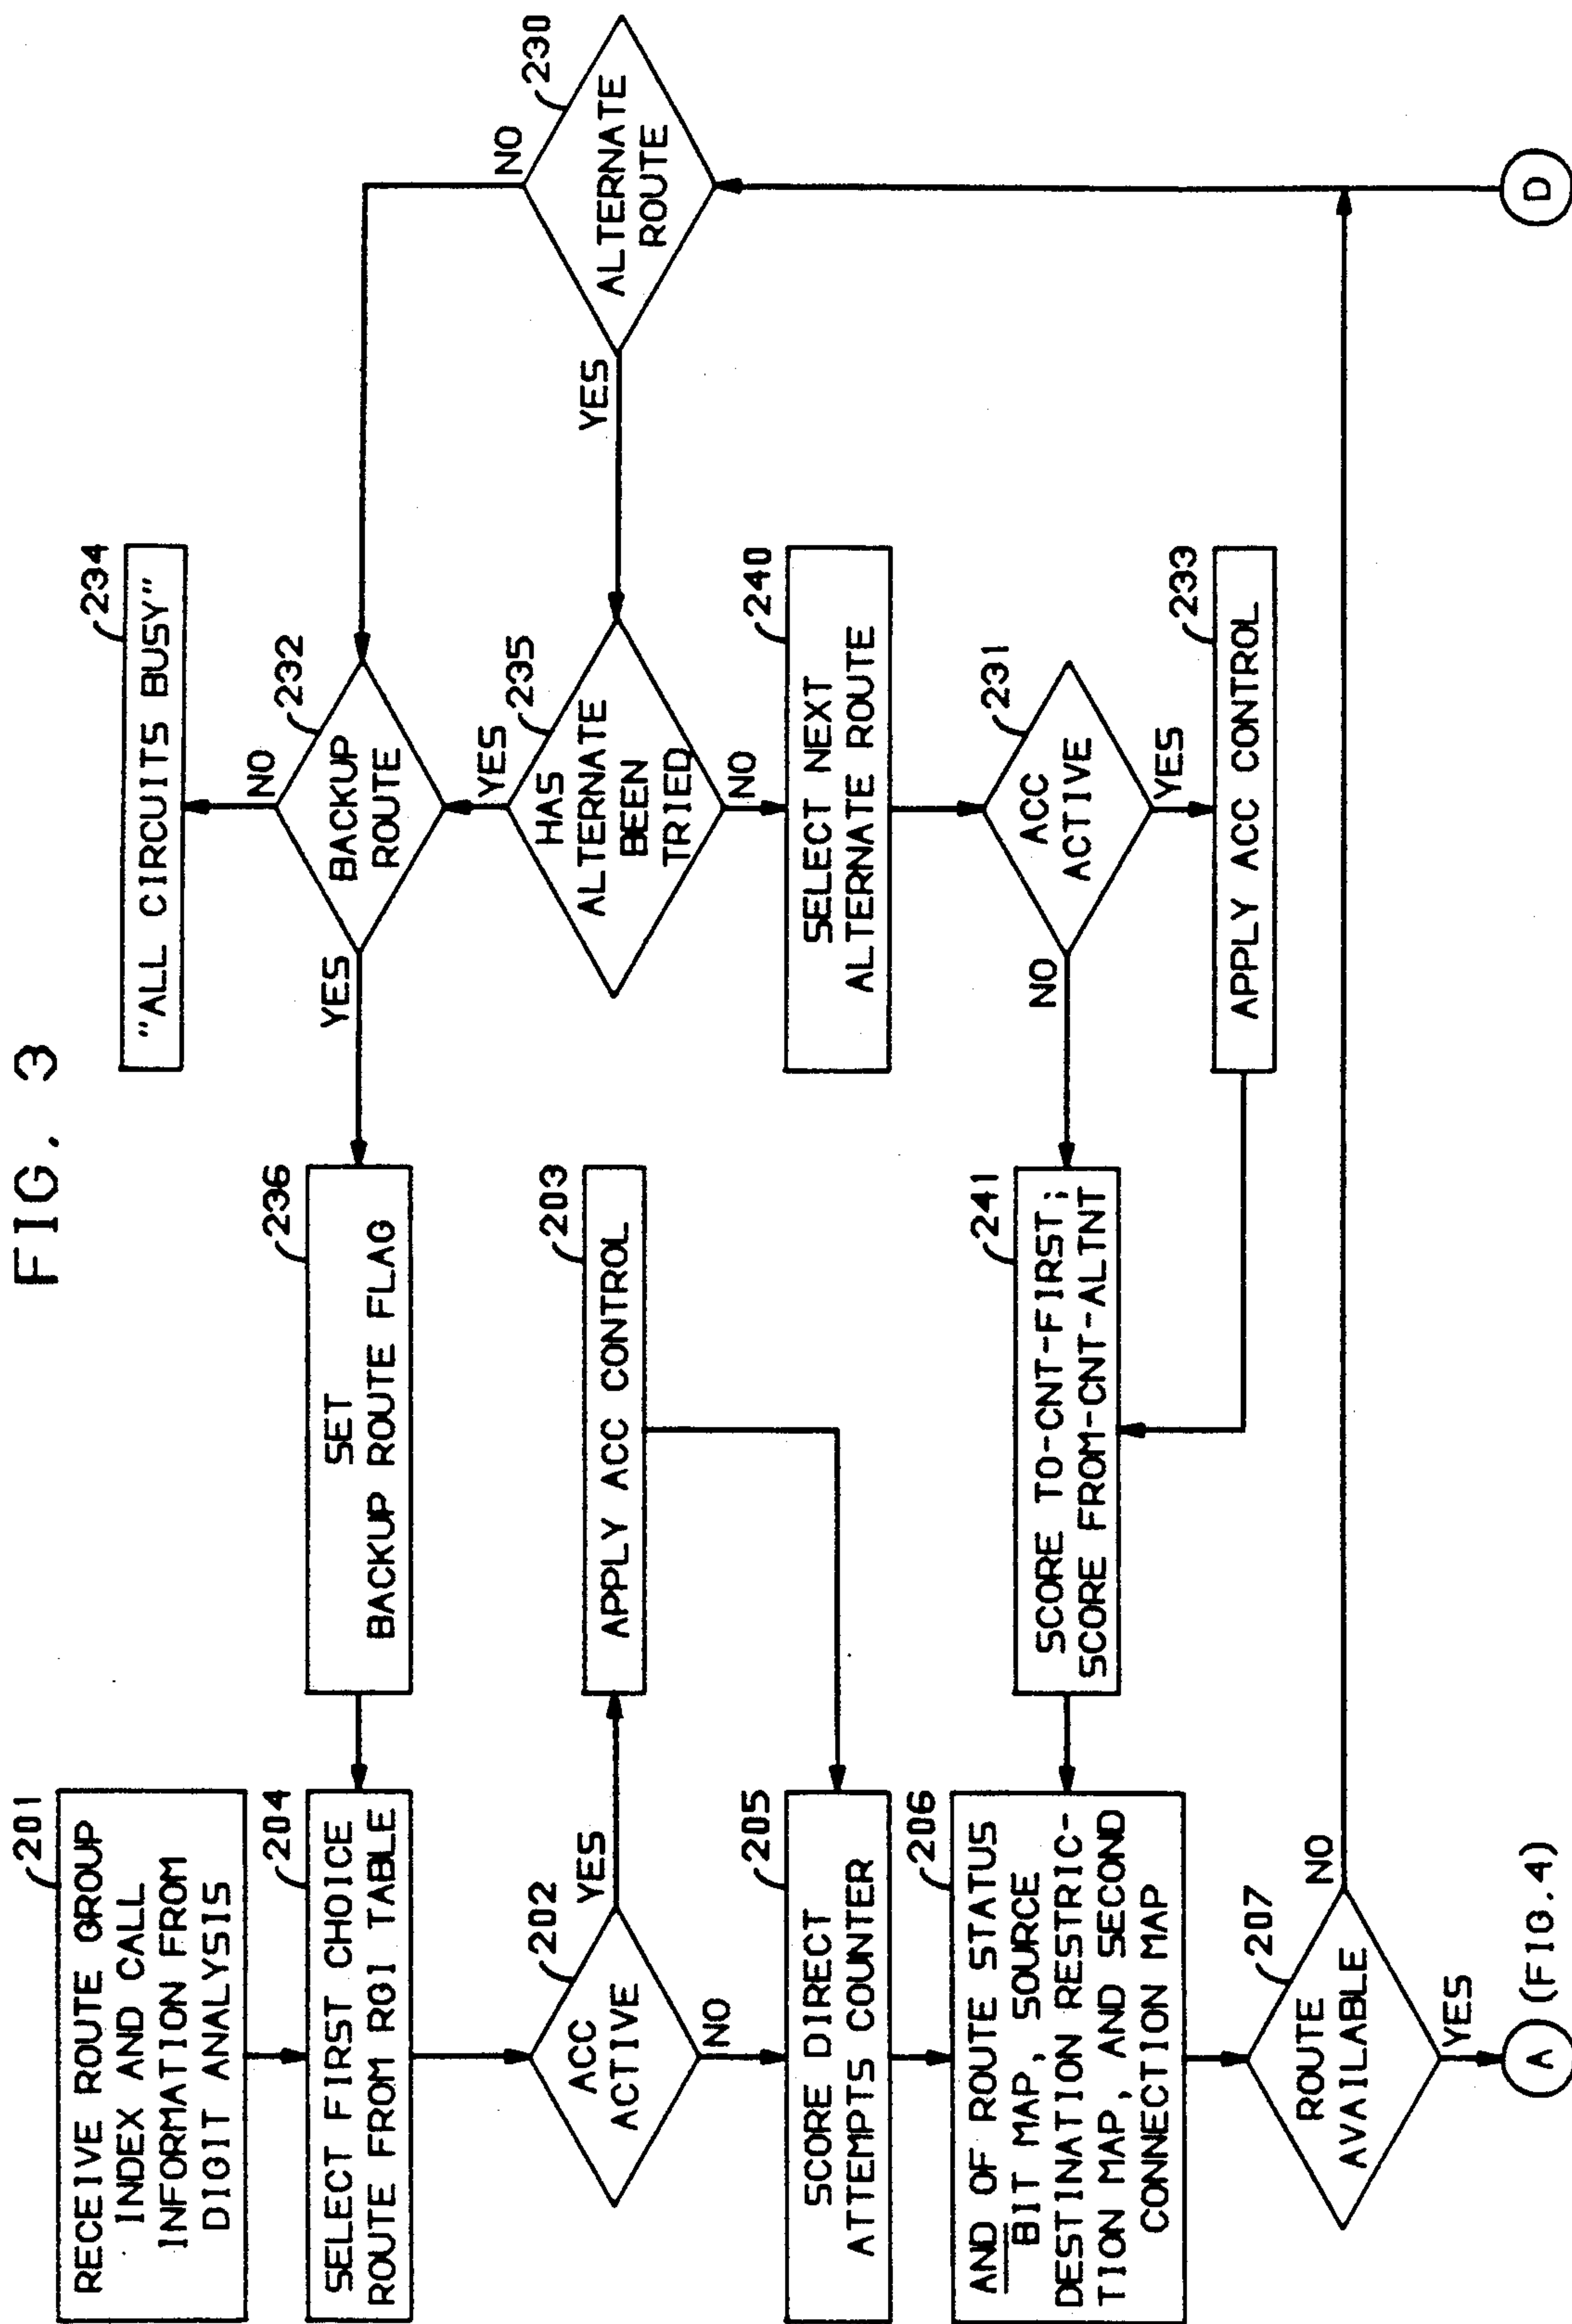 FIG. 3
201
RECEIVE ROUTE GROUP
INDEX AND CALL
INFORMATION FROM
DIGIT ANALYSIS
204
SELECT FIRST CHOICE
ROUTE FROM RGI TABLE
202
ACC
ACTIVE
YES
NO
203
APPLY ACC CONTROL
205
SCORE DIRECT
ATTEMPTS COUNTER
206
AND OF ROUTE STATUS
BIT MAP, SOURCE
DESTINATION RESTRIC-
TION MAP, AND SECOND
CONNECTION MAP
207
ROUTE
AVAILABLE
NO
YES
A (FIG.4)
236
SET
BACKUP ROUTE FLAG
241
SCORE TO-CNT-FIRST;
SCORE FROM-CNT-ALTNT
234
"ALL CIRCUITS BUSY"
232
BACKUP
ROUTE
NO
YES
235
HAS
ALTERNATE
BEEN
TRIED
YES
NO
240
SELECT NEXT
ALTERNATE ROUTE
231
ACC
ACTIVE
NO
YES
233
APPLY ACC CONTROL
230
ALTERNATE
ROUTE
NO
YES
D